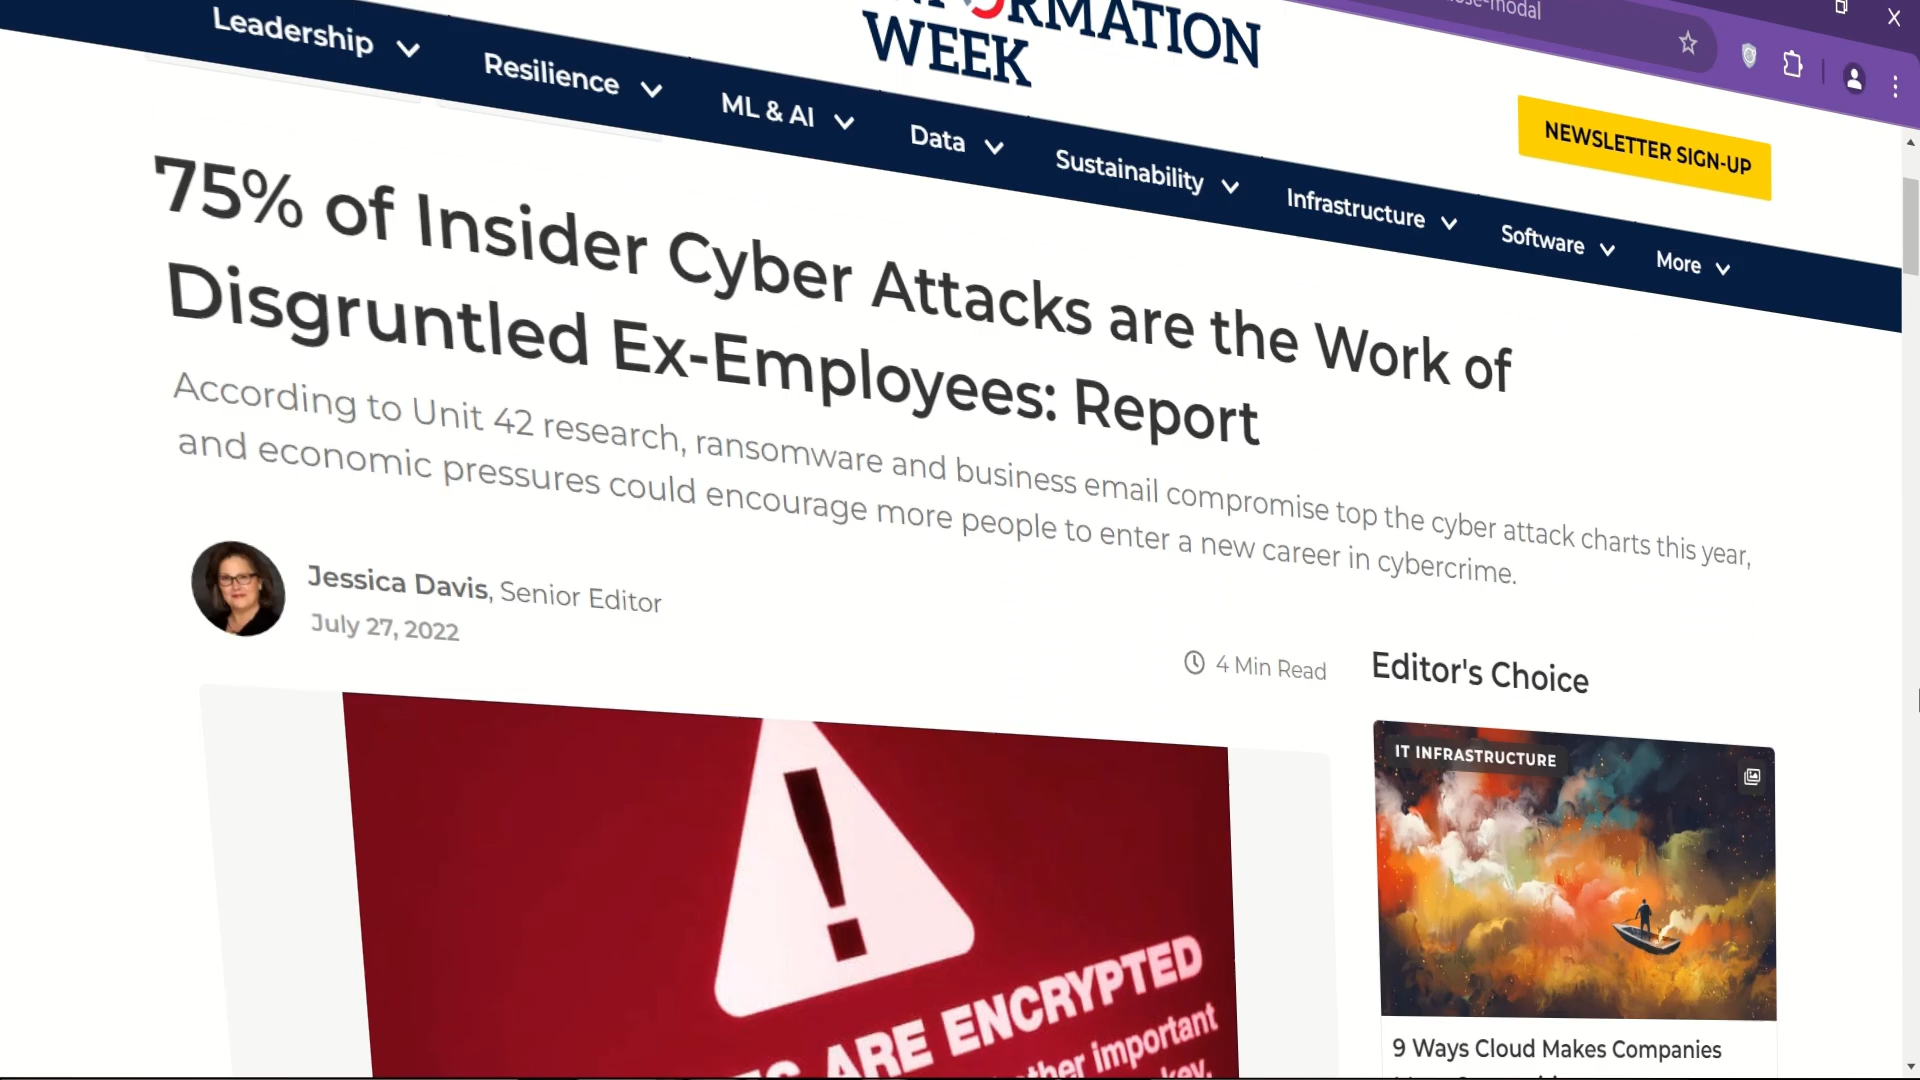 WEEK
Leadership
Resilience
ML & AI
Data
Sustainability
Infrastructure
Software
More
NEWSLETTER SIGN-UP
75% of Insider Cyber Attacks are the Work of
Disgruntled Ex-Employees: Report
According to Unit 42 research, ransomware and business email compromise top the cyber attack charts this year,
and economic pressures could encourage more people to enter a new career in cybercrime.
Jessica Davis, Senior Editor
July 27, 2022
4 Min Read
Editor's Choice
IT INFRASTRUCTURE
ARE ENCRYPTED
important
key.
9 Ways Cloud Makes Companies